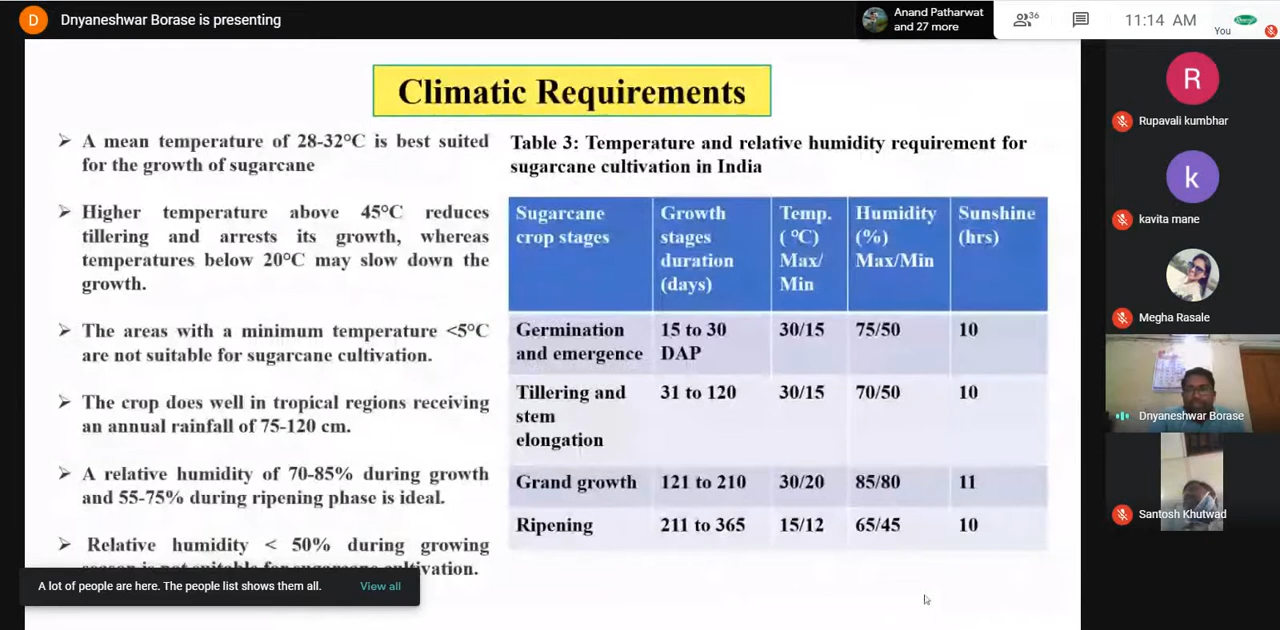 D
Dnyaneshwar Borase is presenting
Anand Patharwat
and 27 more
36
11:14 AM
You
Climatic Requirements
➢ A mean temperature of 28-32°C is best suited
for the growth of sugarcane
➢ Higher temperature above 45°C reduces
tillering and arrests its growth, whereas
temperatures below 20°C may slow down the
growth.
➢ The areas with a minimum temperature <5°C
are not suitable for sugarcane cultivation.
➢ The crop does well in tropical regions receiving
an annual rainfall of 75-120 cm.
➢ A relative humidity of 70-85% during growth
and 55-75% during ripening phase is ideal.
➢ Relative humidity < 50% during growing
season is not suitable for sugarcane cultivation.
Table 3: Temperature and relative humidity requirement for
sugarcane cultivation in India
Sugarcane crop stages | Growth stages duration (days) | Temp. (°C) Max/ Min | Humidity (%) Max/Min | Sunshine (hrs)
Germination and emergence | 15 to 30 DAP | 30/15 | 75/50 | 10
Tillering and stem elongation | 31 to 120 | 30/15 | 70/50 | 10
Grand growth | 121 to 210 | 30/20 | 85/80 | 11
Ripening | 211 to 365 | 15/12 | 65/45 | 10
A lot of people are here. The people list shows them all. View all
R
Rupavali kumbhar
k
kavita mane
Megha Rasale
Dnyaneshwar Borase
Santosh Khutwad